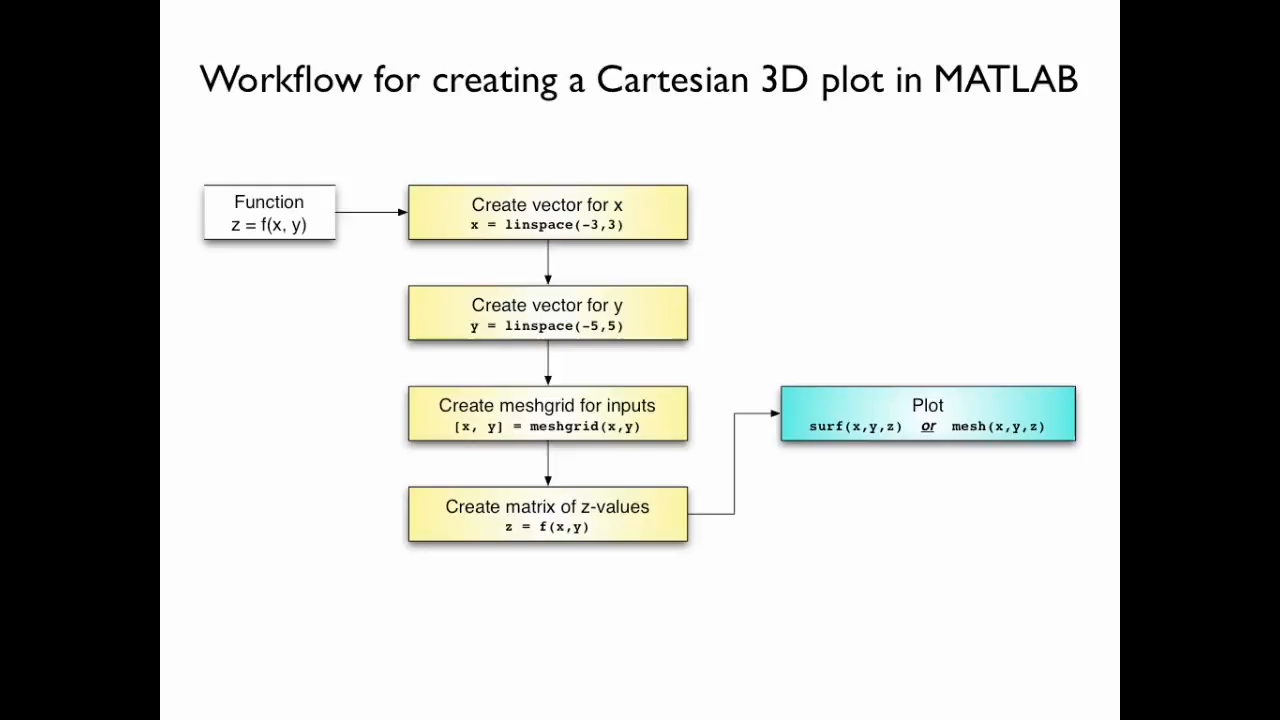 Workflow for creating a Cartesian 3D plot in MATLAB
Function
z = f(x, y)
Create vector for x
x = linspace(-3,3)
Create vector for y
y = linspace(-5,5)
Create meshgrid for inputs
[x, y] = meshgrid(x,y)
Create matrix of z-values
z = f(x,y)
Plot
surf(x,y,z) or mesh(x,y,z)